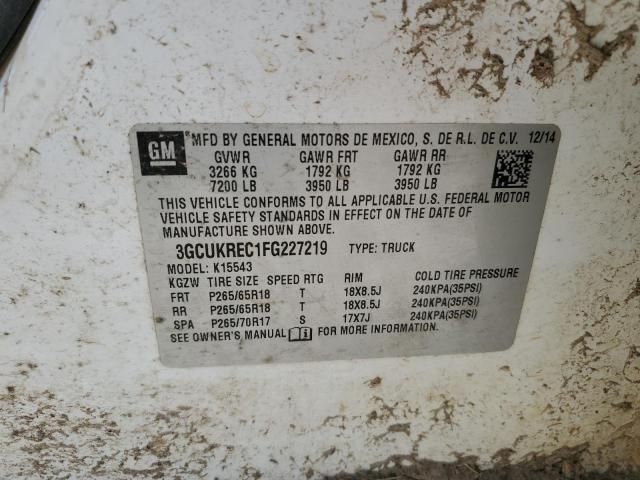 GM ® MFD BY GENERAL MOTORS DE MEXICO, S. DE R.L. DE C.V. 12/14
GVWR GAWR FRT GAWR RR
3266 KG 1792 KG 1792 KG
7200 LB 3950 LB 3950 LB
THIS VEHICLE CONFORMS TO ALL APPLICABLE U.S. FEDERAL MOTOR
VEHICLE SAFETY STANDARDS IN EFFECT ON THE DATE OF
MANUFACTURE SHOWN ABOVE.
3GCUKREC1FG227219 TYPE: TRUCK
MODEL: K15543
KGZW TIRE SIZE SPEED RTG RIM COLD TIRE PRESSURE
FRT P265/65R18 T 18X8.5J 240KPA(35PSI)
RR P265/65R18 T 18X8.5J 240KPA(35PSI)
SPA P265/70R17 S 17X7J 240KPA(35PSI)
SEE OWNER'S MANUAL FOR MORE INFORMATION.